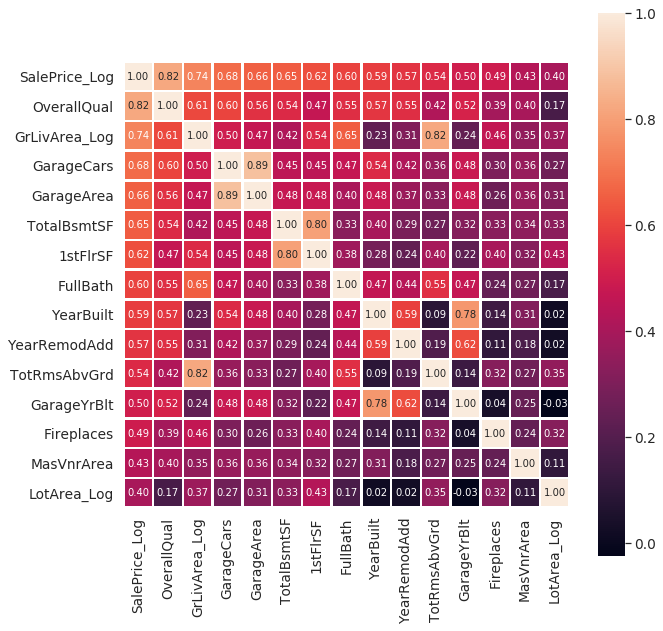 SalePrice_Log 1.00 0.82 0.74 0.68 0.66 0.65 0.62 0.60 0.59 0.57 0.54 0.50 0.49 0.43 0.40
OverallQual 0.82 1.00 0.61 0.60 0.56 0.54 0.47 0.55 0.57 0.55 0.42 0.52 0.39 0.40 0.17
GrLivArea_Log 0.74 0.61 1.00 0.50 0.47 0.42 0.54 0.65 0.23 0.31 0.82 0.24 0.46 0.35 0.37
GarageCars 0.68 0.60 0.50 1.00 0.89 0.45 0.45 0.47 0.54 0.42 0.36 0.48 0.30 0.36 0.27
GarageArea 0.66 0.56 0.47 0.89 1.00 0.48 0.48 0.40 0.48 0.37 0.33 0.48 0.26 0.36 0.31
TotalBsmtSF 0.65 0.54 0.42 0.45 0.48 1.00 0.80 0.33 0.40 0.29 0.27 0.32 0.33 0.34 0.33
1stFlrSF 0.62 0.47 0.54 0.45 0.48 0.80 1.00 0.38 0.28 0.24 0.40 0.22 0.40 0.32 0.43
FullBath 0.60 0.55 0.65 0.47 0.40 0.33 0.38 1.00 0.47 0.44 0.55 0.47 0.24 0.27 0.17
YearBuilt 0.59 0.57 0.23 0.54 0.48 0.40 0.28 0.47 1.00 0.59 0.09 0.78 0.14 0.31 0.02
YearRemodAdd 0.57 0.55 0.31 0.42 0.37 0.29 0.24 0.44 0.59 1.00 0.19 0.62 0.11 0.18 0.02
TotRmsAbvGrd 0.54 0.42 0.82 0.36 0.33 0.27 0.40 0.55 0.09 0.19 1.00 0.14 0.32 0.27 0.35
GarageYrBlt 0.50 0.52 0.24 0.48 0.48 0.32 0.22 0.47 0.78 0.62 0.14 1.00 0.04 0.25 -0.03
Fireplaces 0.49 0.39 0.46 0.30 0.26 0.33 0.40 0.24 0.14 0.11 0.32 0.04 1.00 0.24 0.32
MasVnrArea 0.43 0.40 0.35 0.36 0.36 0.34 0.32 0.27 0.31 0.18 0.27 0.25 0.24 1.00 0.11
LotArea_Log 0.40 0.17 0.37 0.27 0.31 0.33 0.43 0.17 0.02 0.02 0.35 -0.03 0.32 0.11 1.00
SalePrice_Log
OverallQual
GrLivArea_Log
GarageCars
GarageArea
TotalBsmtSF
1stFlrSF
FullBath
YearBuilt
YearRemodAdd
TotRmsAbvGrd
GarageYrBlt
Fireplaces
MasVnrArea
LotArea_Log
1.0
0.8
0.6
0.4
0.2
0.0